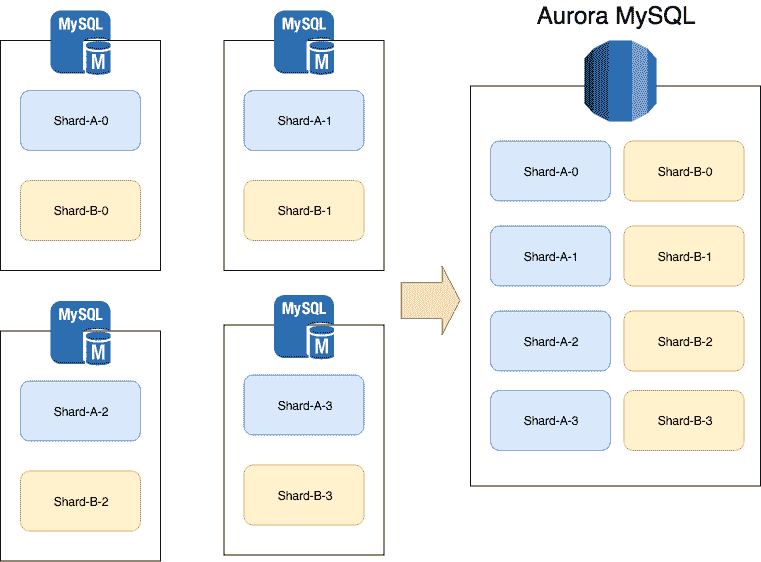 Aurora MySQL
MySQL
M
Shard-A-0
Shard-B-0
MySQL
M
Shard-A-1
Shard-B-1
MySQL
M
Shard-A-2
Shard-B-2
MySQL
M
Shard-A-3
Shard-B-3
Shard-A-0
Shard-B-0
Shard-A-1
Shard-B-1
Shard-A-2
Shard-B-2
Shard-A-3
Shard-B-3